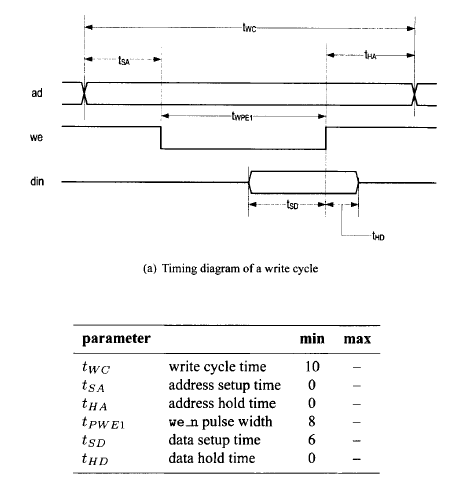 tWC
tSA
tHA
ad
tWPE1
we
din
tSD
tHD
(a) Timing diagram of a write cycle
parameter min max
tWC write cycle time 10 –
tSA address setup time 0 –
tHA address hold time 0 –
tPWE1 we_n pulse width 8 –
tSD data setup time 6 –
tHD data hold time 0 –